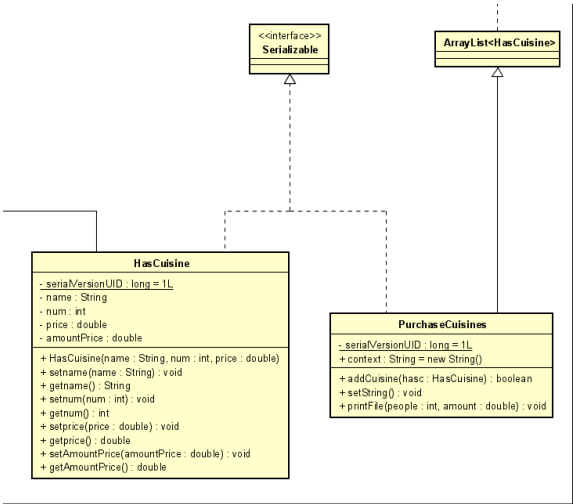 <<interface>>
Serializable
ArrayList<HasCuisine>
HasCuisine
- serialVersionUID : long = 1L
- name : String
- num : int
- price : double
- amountPrice : double
+ HasCuisine(name : String, num : int, price : double)
+ setname(name : String) : void
+ getname() : String
+ setnum(num : int) : void
+ getnum() : int
+ setprice(price : double) : void
+ getprice() : double
+ setAmountPrice(amountPrice : double) : void
+ getAmountPrice() : double
PurchaseCuisines
- serialVersionUID : long = 1L
+ context : String = new String()
+ addCuisine(hasc : HasCuisine) : boolean
+ setString() : void
+ printFile(people : int, amount : double) : void